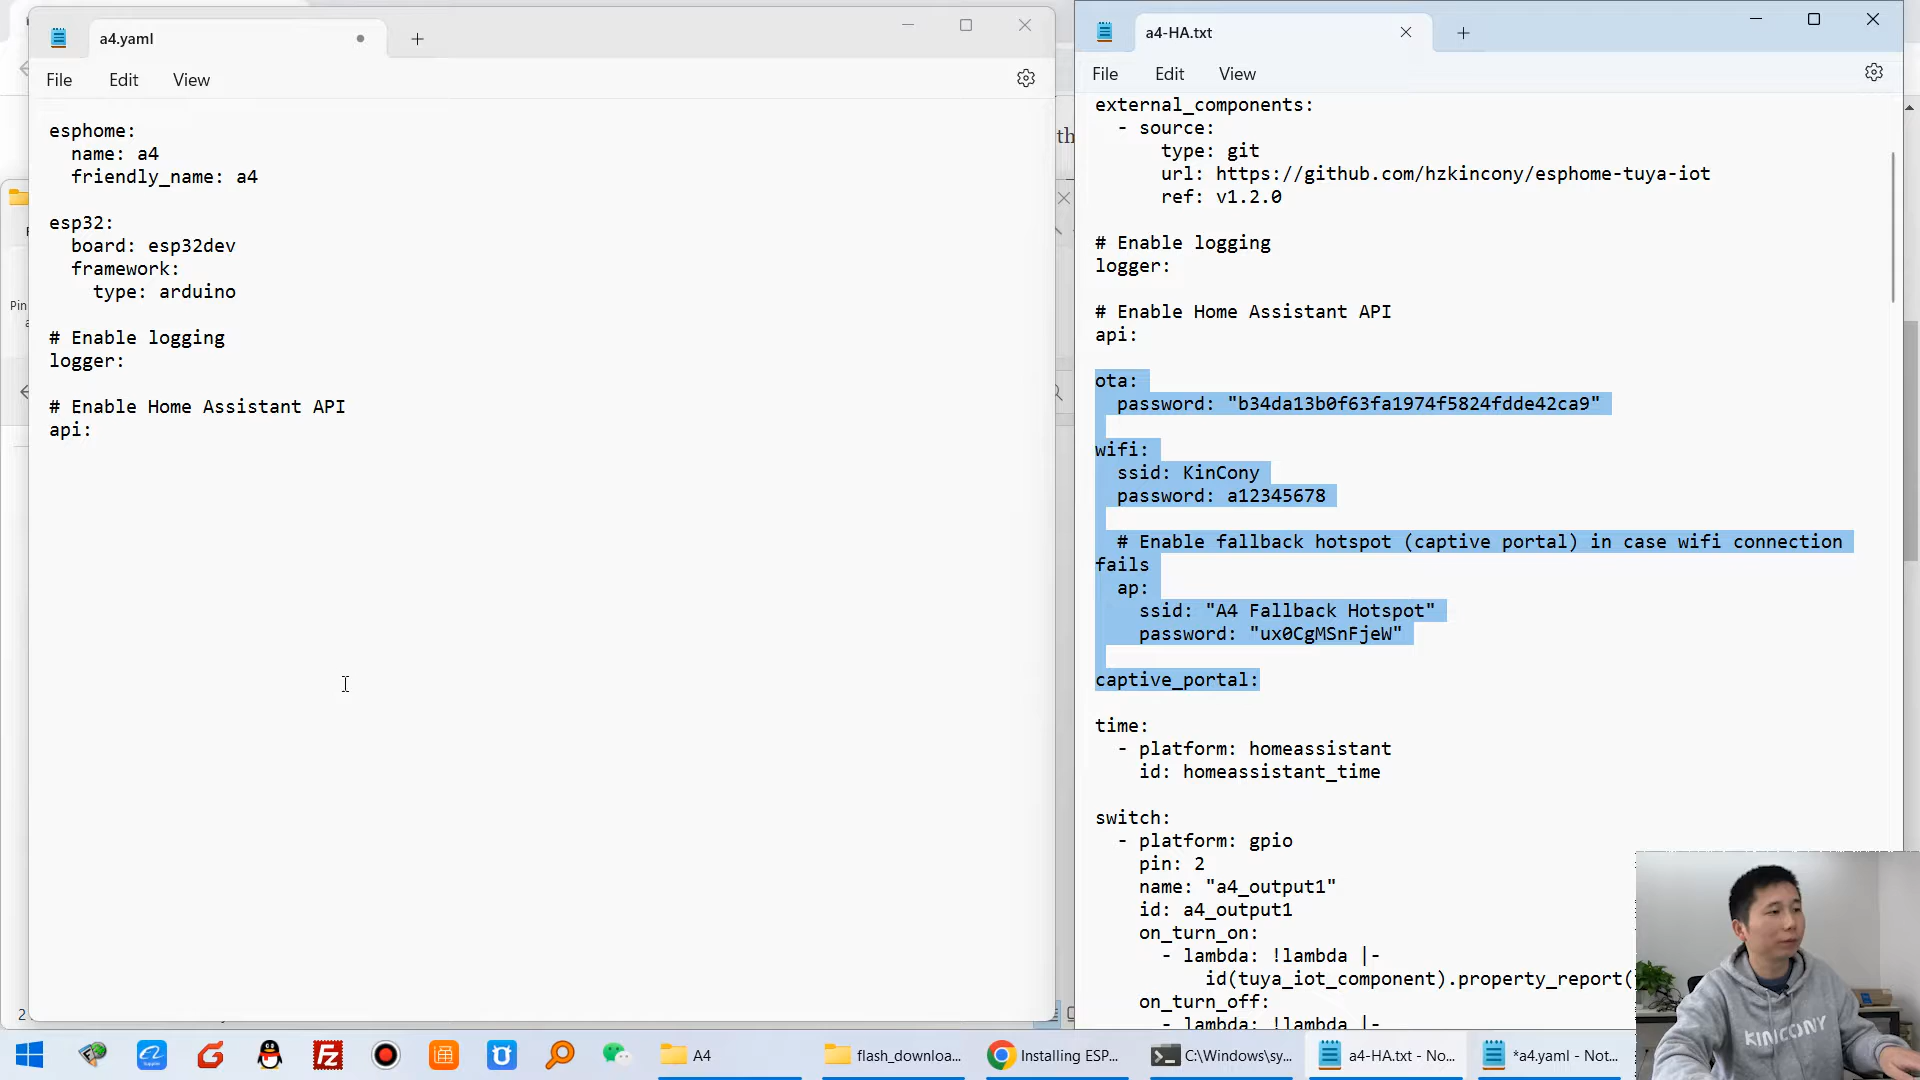 a4.yaml
File Edit View
esphome:
name: a4
friendly_name: a4
esp32:
board: esp32dev
framework:
type: arduino
# Enable logging
logger:
# Enable Home Assistant API
api:
a4-HA.txt
File Edit View
external_components:
- source:
type: git
url: https://github.com/hzkincony/esphome-tuya-iot
ref: v1.2.0
# Enable logging
logger:
# Enable Home Assistant API
api:
ota:
password: "b34da13b0f63fa1974f5824fdde42ca9"
wifi:
ssid: KinCony
password: a12345678
# Enable fallback hotspot (captive portal) in case wifi connection
fails
ap:
ssid: "A4 Fallback Hotspot"
password: "ux0CgMSnFjeW"
captive_portal:
time:
- platform: homeassistant
id: homeassistant_time
switch:
- platform: gpio
pin: 2
name: "a4_output1"
id: a4_output1
on_turn_on:
- lambda: !lambda |-
id(tuya_iot_component).property_report(
on_turn_off:
- lambda: !lambda |-
th
Pin
2
KINCONY
A4
flash_downloa...
Installing ESP...
C:\Windows\sy...
a4-HA.txt - No...
*a4.yaml - Not...